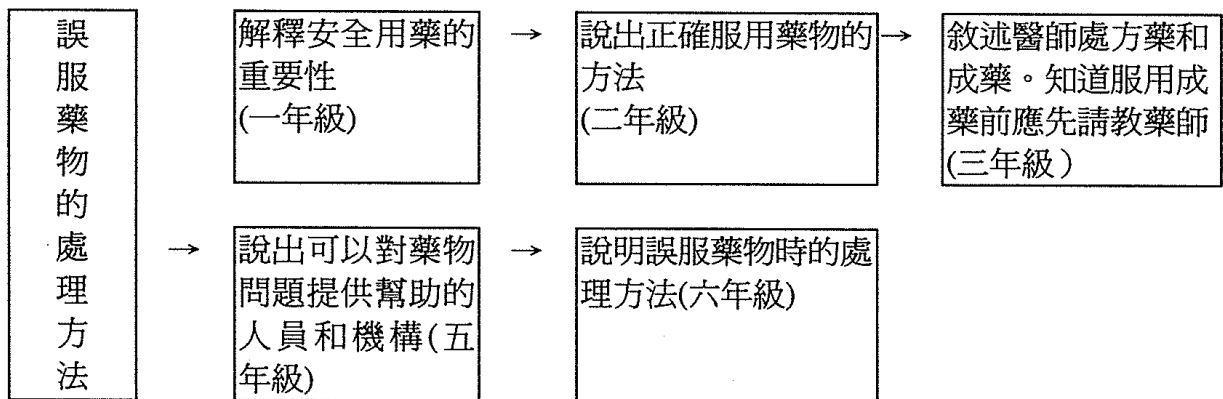 誤服藥物的處理方法
解釋安全用藥的
重要性
(一年級)
→
說出正確服用藥物的
方法
(二年級)
→
敘述醫師處方藥和
成藥。知道服用成
藥前應先請教藥師
(三年級)
→
說出可以對藥物
問題提供幫助的
人員和機構(五
年級)
→
說明誤服藥物時的處
理方法(六年級)